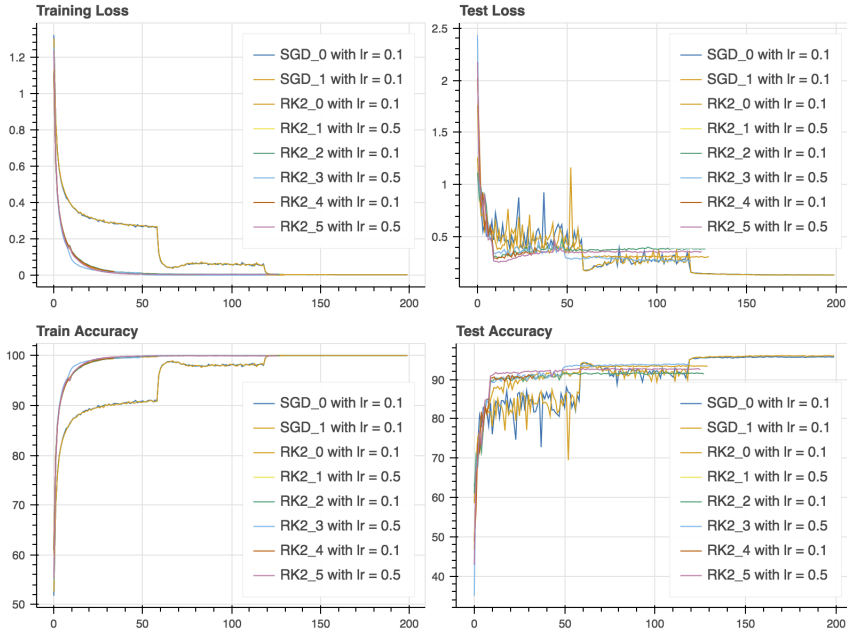 Training Loss
1.2
1
0.8
0.6
0.4
0.2
0
0
50
100
150
200
SGD_0 with lr = 0.1
SGD_1 with lr = 0.1
RK2_0 with lr = 0.1
RK2_1 with lr = 0.5
RK2_2 with lr = 0.1
RK2_3 with lr = 0.5
RK2_4 with lr = 0.1
RK2_5 with lr = 0.5
Test Loss
2.5
2
1.5
1
0.5
0
50
100
150
200
SGD_0 with lr = 0.1
SGD_1 with lr = 0.1
RK2_0 with lr = 0.1
RK2_1 with lr = 0.5
RK2_2 with lr = 0.1
RK2_3 with lr = 0.5
RK2_4 with lr = 0.1
RK2_5 with lr = 0.5
Train Accuracy
100
90
80
70
60
50
0
50
100
150
200
SGD_0 with lr = 0.1
SGD_1 with lr = 0.1
RK2_0 with lr = 0.1
RK2_1 with lr = 0.5
RK2_2 with lr = 0.1
RK2_3 with lr = 0.5
RK2_4 with lr = 0.1
RK2_5 with lr = 0.5
Test Accuracy
90
80
70
60
50
40
0
50
100
150
200
SGD_0 with lr = 0.1
SGD_1 with lr = 0.1
RK2_0 with lr = 0.1
RK2_1 with lr = 0.5
RK2_2 with lr = 0.1
RK2_3 with lr = 0.5
RK2_4 with lr = 0.1
RK2_5 with lr = 0.5